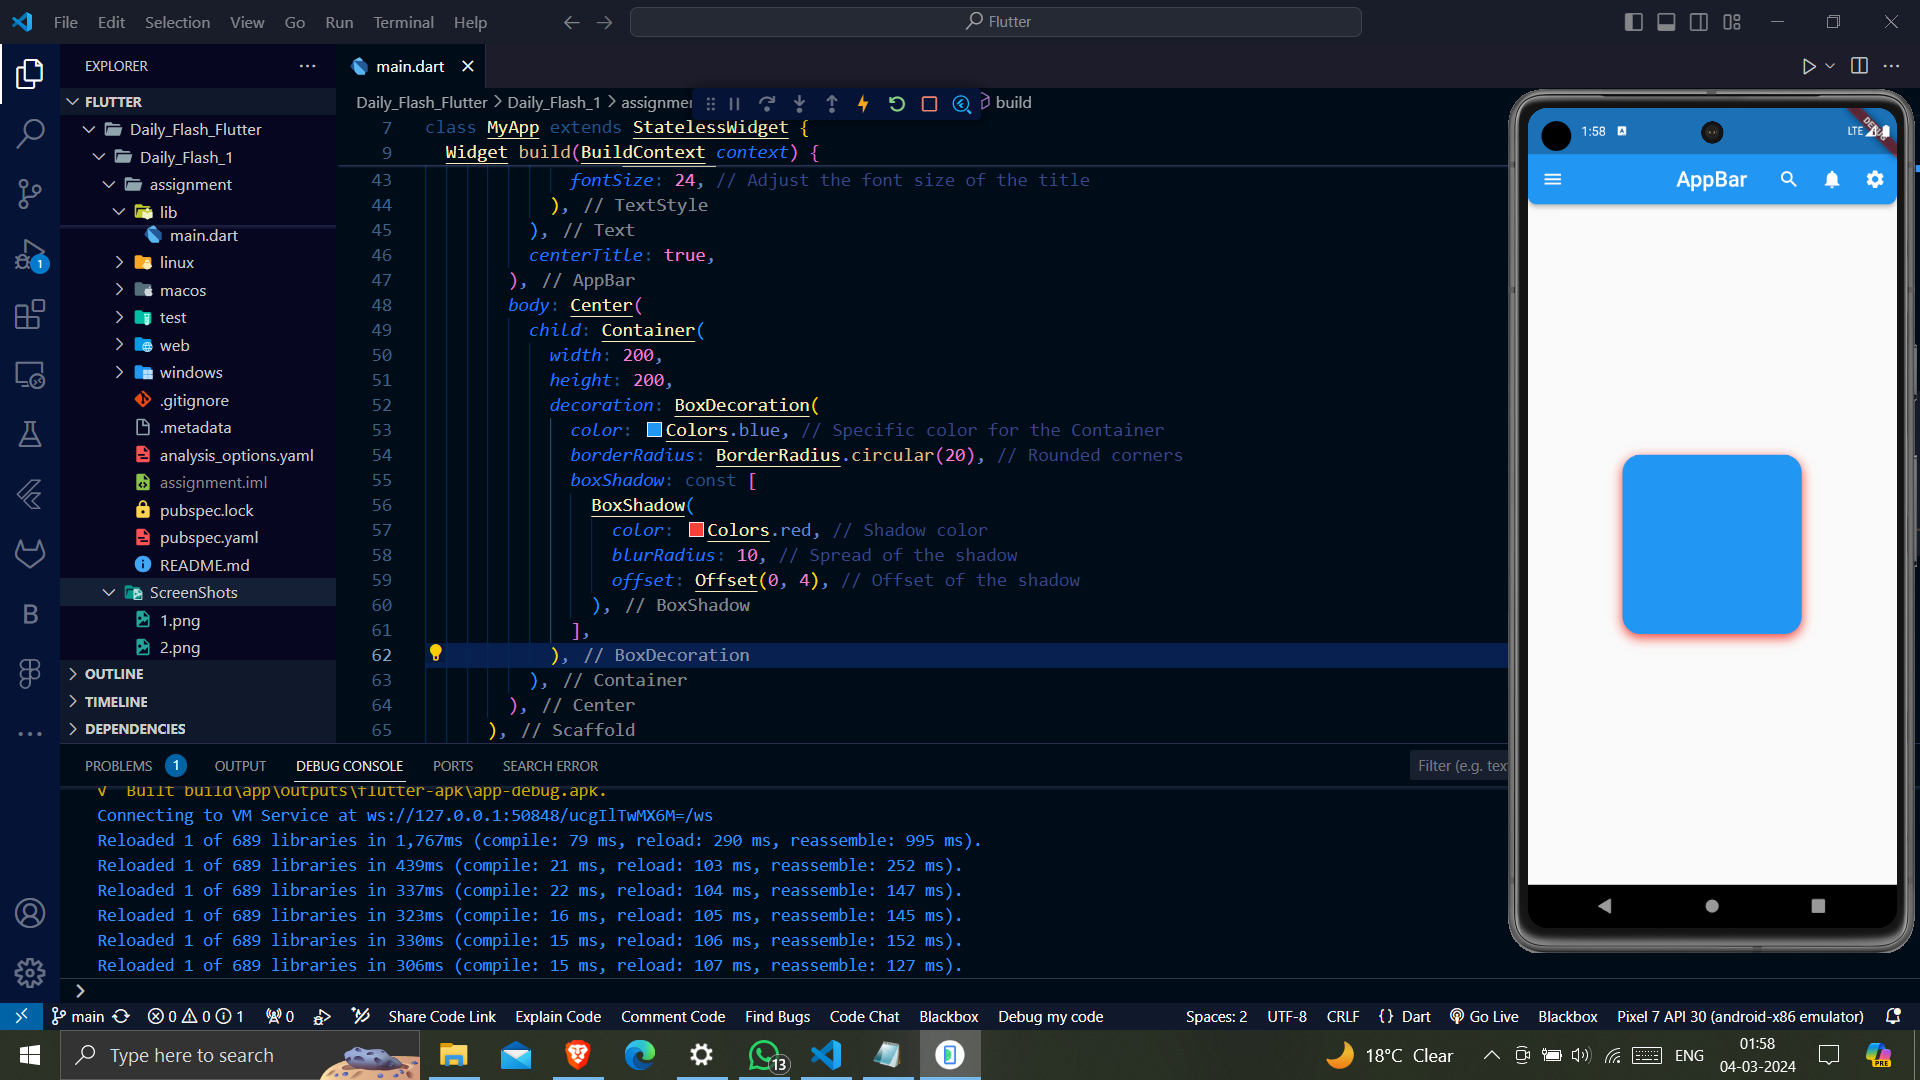 File Edit Selection View Go Run Terminal Help
Flutter
EXPLORER
main.dart
FLUTTER
Daily_Flash_Flutter
Daily_Flash_1
assignment
lib
main.dart
linux
macos
test
web
windows
.gitignore
.metadata
analysis_options.yaml
assignment.iml
pubspec.lock
pubspec.yaml
README.md
ScreenShots
1.png
2.png
OUTLINE
TIMELINE
DEPENDENCIES
1
B
Daily_Flash_Flutter > Daily_Flash_1 > assignmen
build
7 class MyApp extends StatelessWidget {
9 Widget build(BuildContext context) {
43 fontSize: 24, // Adjust the font size of the title
44 ), // TextStyle
45 ), // Text
46 centerTitle: true,
47 ), // AppBar
48 body: Center(
49 child: Container(
50 width: 200,
51 height: 200,
52 decoration: BoxDecoration(
53 color: Colors.blue, // Specific color for the Container
54 borderRadius: BorderRadius.circular(20), // Rounded corners
55 boxShadow: const [
56 BoxShadow(
57 color: Colors.red, // Shadow color
58 blurRadius: 10, // Spread of the shadow
59 offset: Offset(0, 4), // Offset of the shadow
60 ), // BoxShadow
61 ],
62 ), // BoxDecoration
63 ), // Container
64 ), // Center
65 ), // Scaffold
1:58 A LTE
DEBUG
AppBar
PROBLEMS 1 OUTPUT DEBUG CONSOLE PORTS SEARCH ERROR
Filter (e.g. tex
√ Built build\app\outputs\flutter-apk\app-debug.apk.
Connecting to VM Service at ws://127.0.0.1:50848/ucgIlTwMX6M=/ws
Reloaded 1 of 689 libraries in 1,767ms (compile: 79 ms, reload: 290 ms, reassemble: 995 ms).
Reloaded 1 of 689 libraries in 439ms (compile: 21 ms, reload: 103 ms, reassemble: 252 ms).
Reloaded 1 of 689 libraries in 337ms (compile: 22 ms, reload: 104 ms, reassemble: 147 ms).
Reloaded 1 of 689 libraries in 323ms (compile: 16 ms, reload: 105 ms, reassemble: 145 ms).
Reloaded 1 of 689 libraries in 330ms (compile: 15 ms, reload: 106 ms, reassemble: 152 ms).
Reloaded 1 of 689 libraries in 306ms (compile: 15 ms, reload: 107 ms, reassemble: 127 ms).
main 0 0 1 0 Share Code Link Explain Code Comment Code Find Bugs Code Chat Blackbox Debug my code Spaces: 2 UTF-8 CRLF {} Dart Go Live Blackbox Pixel 7 API 30 (android-x86 emulator)
Type here to search
13
18°C Clear
ENG
01:58
04-03-2024
PRE